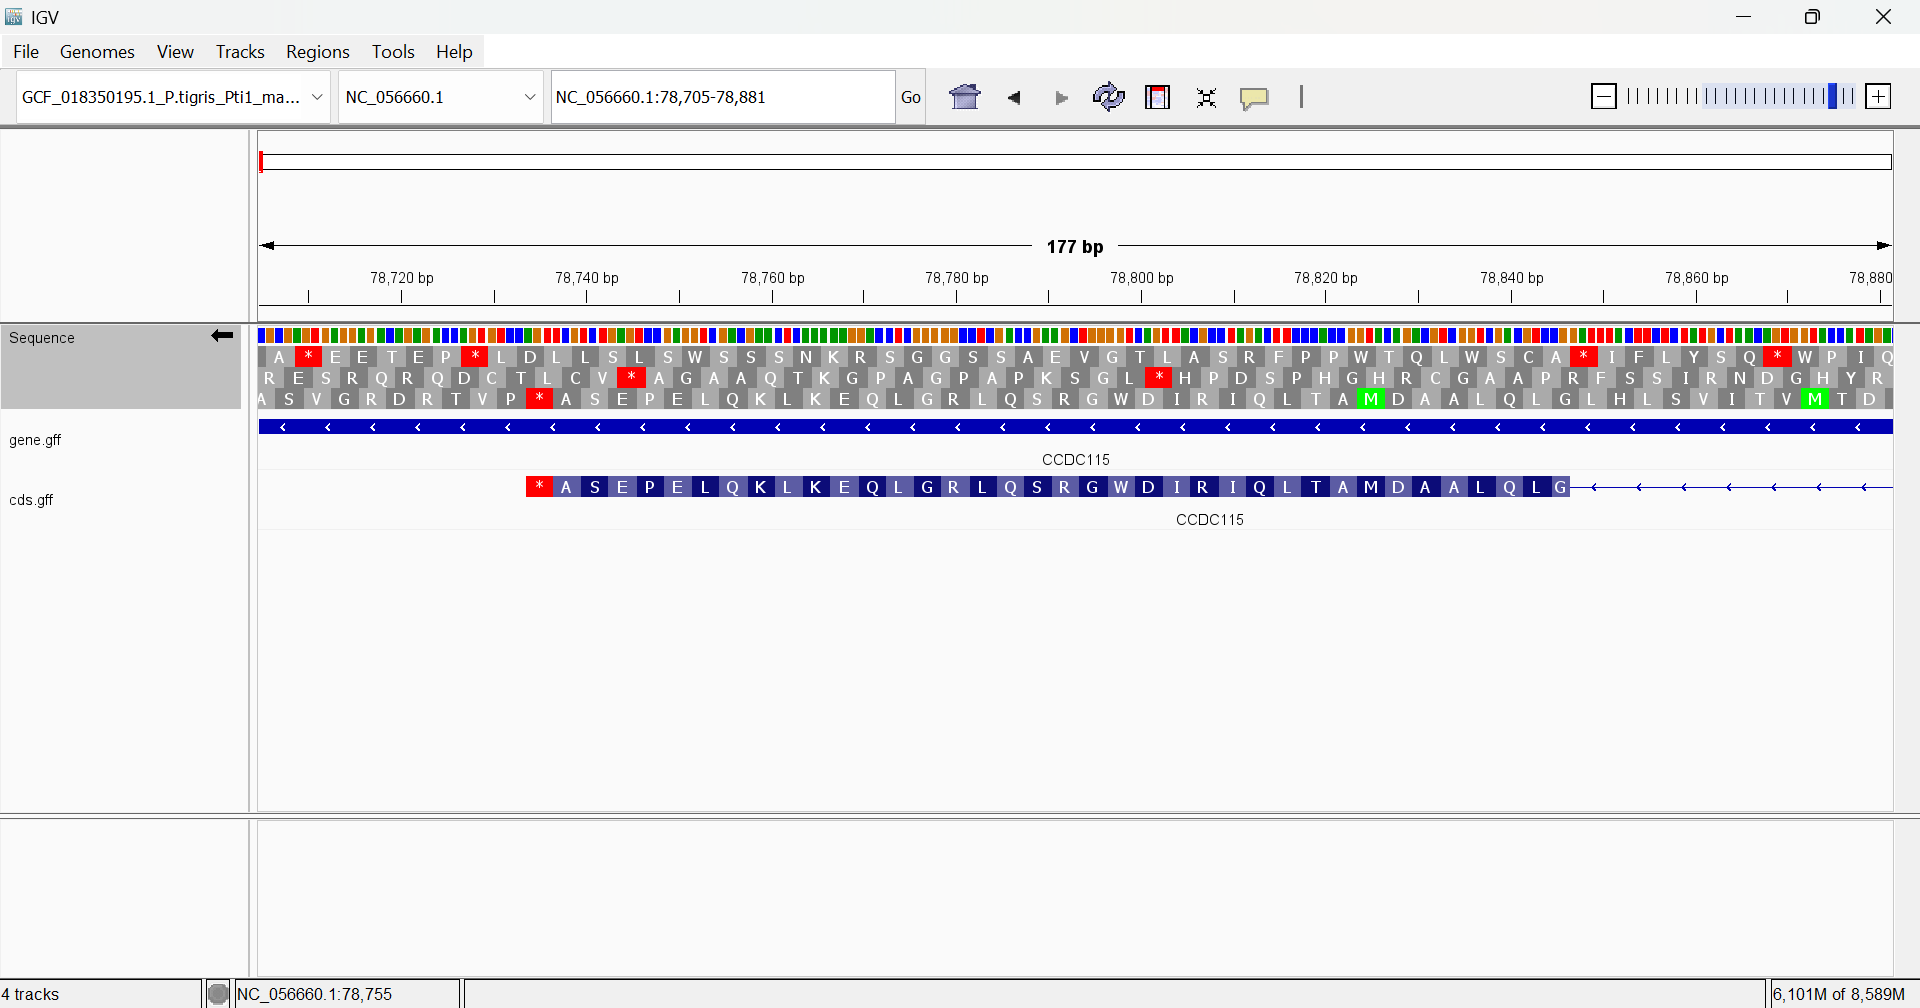 IGV
File Genomes View Tracks Regions Tools Help
GCF_018350195.1_P.tigris_Pti1_ma... NC_056660.1 NC_056660.1:78,705-78,881 Go
177 bp
78,720 bp 78,740 bp 78,760 bp 78,780 bp 78,800 bp 78,820 bp 78,840 bp 78,860 bp 78,880
Sequence
A * E E T E P * L D L L S L S W S S S N K R S G G S S A E V G T L A S R F P P W T Q L W S C A * I F L Y S Q * W P I Q
R E S R Q R Q D C T L C V * A G A A Q T K G P A G P A P K S G L * H P D S P H G H R C G A A P R F S S I R N D G H Y R
A S V G R D R T V P * A S E P E L Q K L K E Q L G R L Q S R G W D I R I Q L T A M D A A L Q L G L H L S V I T V M T D
gene.gff
CCDC115
* A S E P E L Q K L K E Q L G R L Q S R G W D I R I Q L T A M D A A L Q L G
cds.gff
CCDC115
4 tracks NC_056660.1:78,755 6,101M of 8,589M